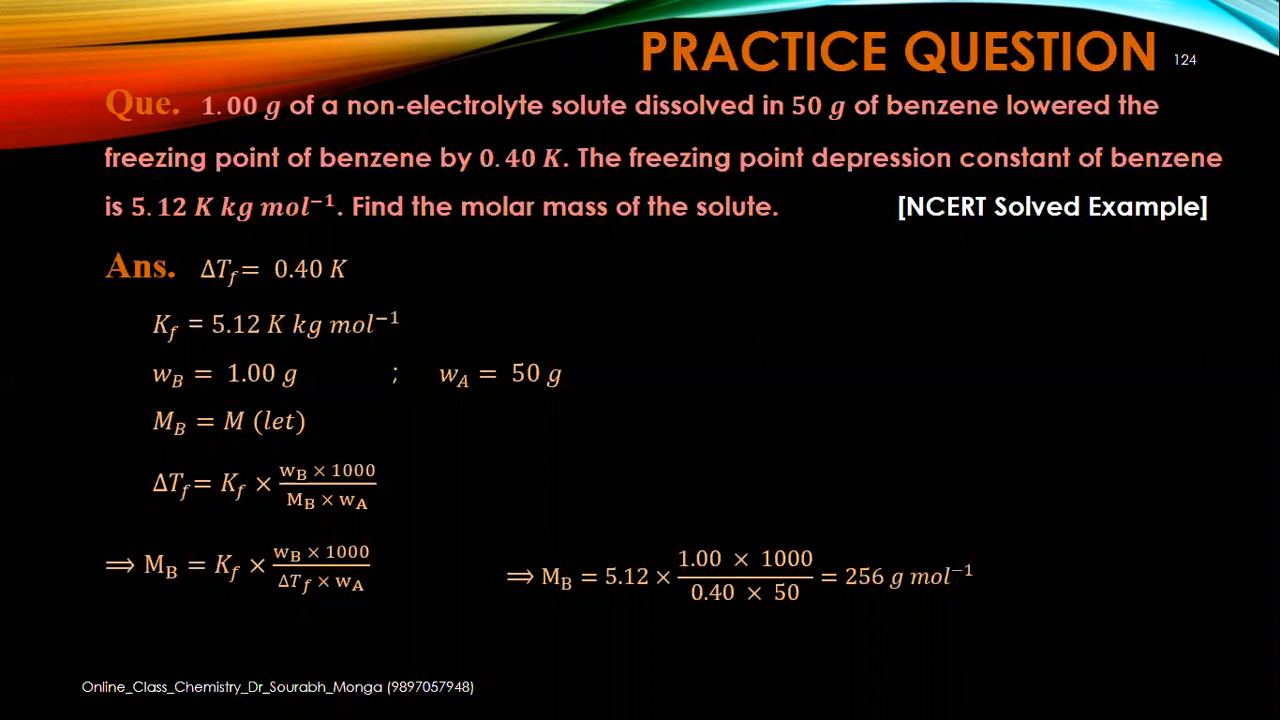 PRACTICE QUESTION 124
Que. 1.00 g of a non-electrolyte solute dissolved in 50 g of benzene lowered the
freezing point of benzene by 0.40 K. The freezing point depression constant of benzene
is 5.12 K kg mol⁻¹. Find the molar mass of the solute. [NCERT Solved Example]
Ans. ΔT_f = 0.40 K
K_f = 5.12 K kg mol⁻¹
w_B = 1.00 g ; w_A = 50 g
M_B = M (let)
ΔT_f = K_f × (w_B × 1000)/(M_B × w_A)
⟹ M_B = K_f × (w_B × 1000)/(ΔT_f × w_A) ⟹ M_B = 5.12 × (1.00 × 1000)/(0.40 × 50) = 256 g mol⁻¹
Online_Class_Chemistry_Dr_Sourabh_Monga (9897057948)